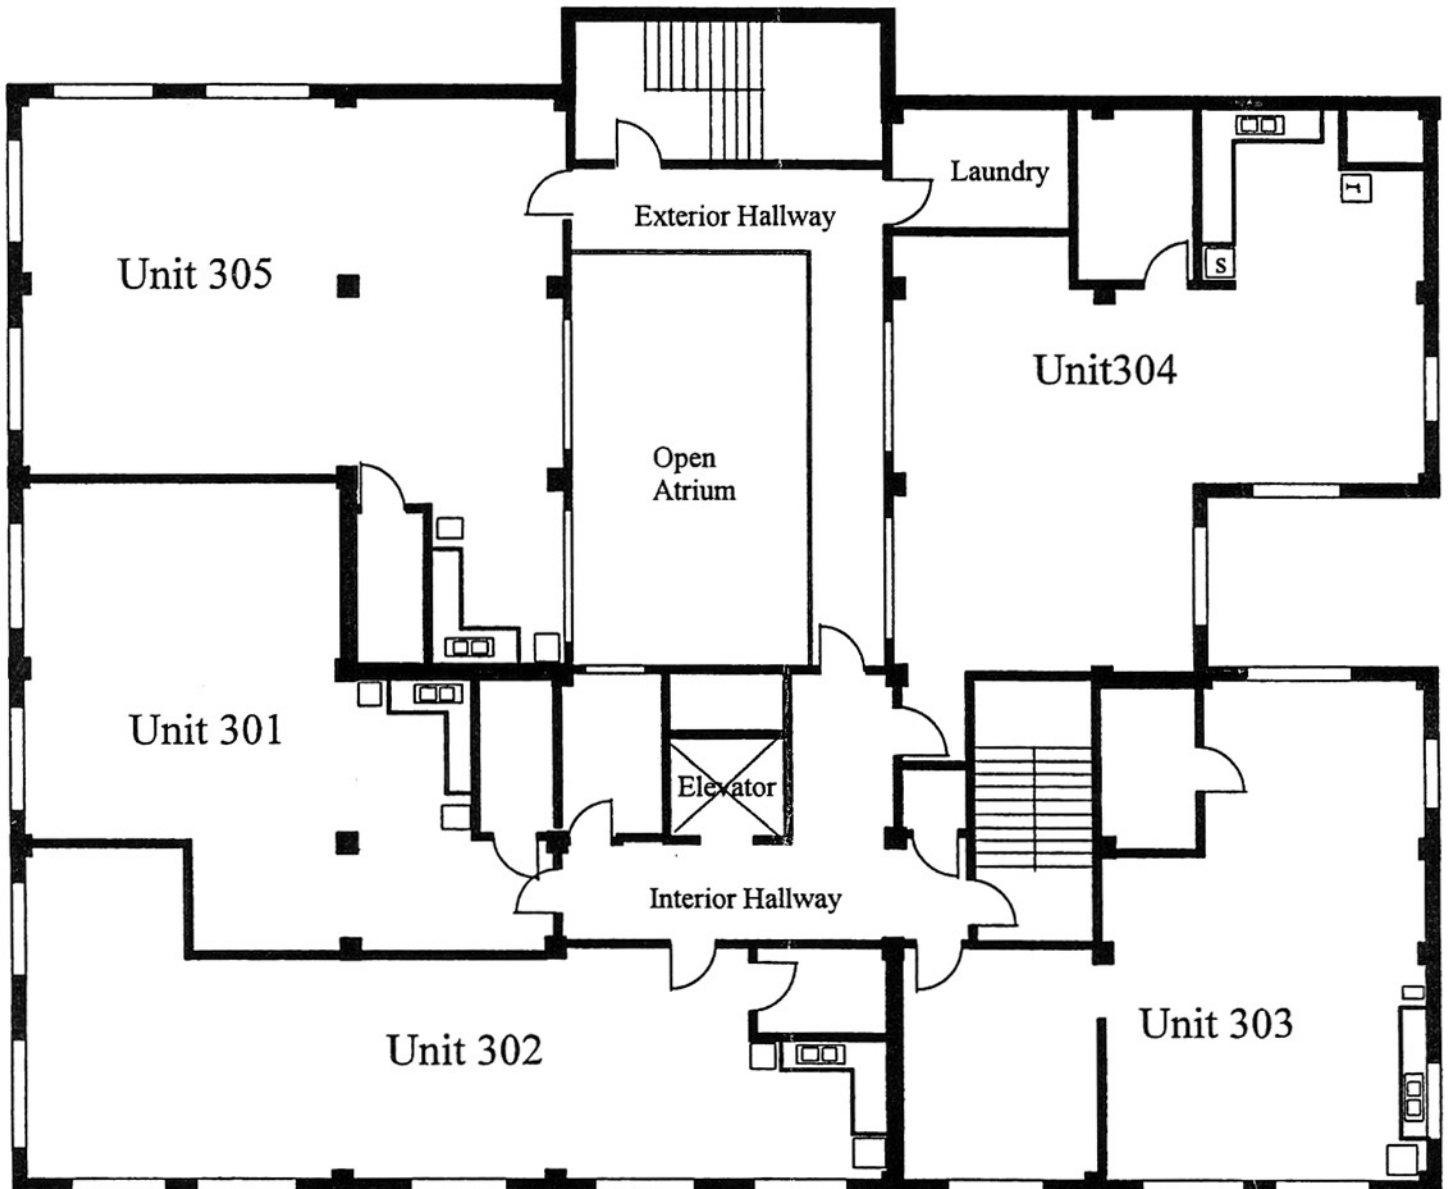 Laundry
Exterior Hallway
r
Unit 305
s
Unit304
Open
Atrium
Unit 301
Elevator
Interior Hallway
Unit 302
Unit 303